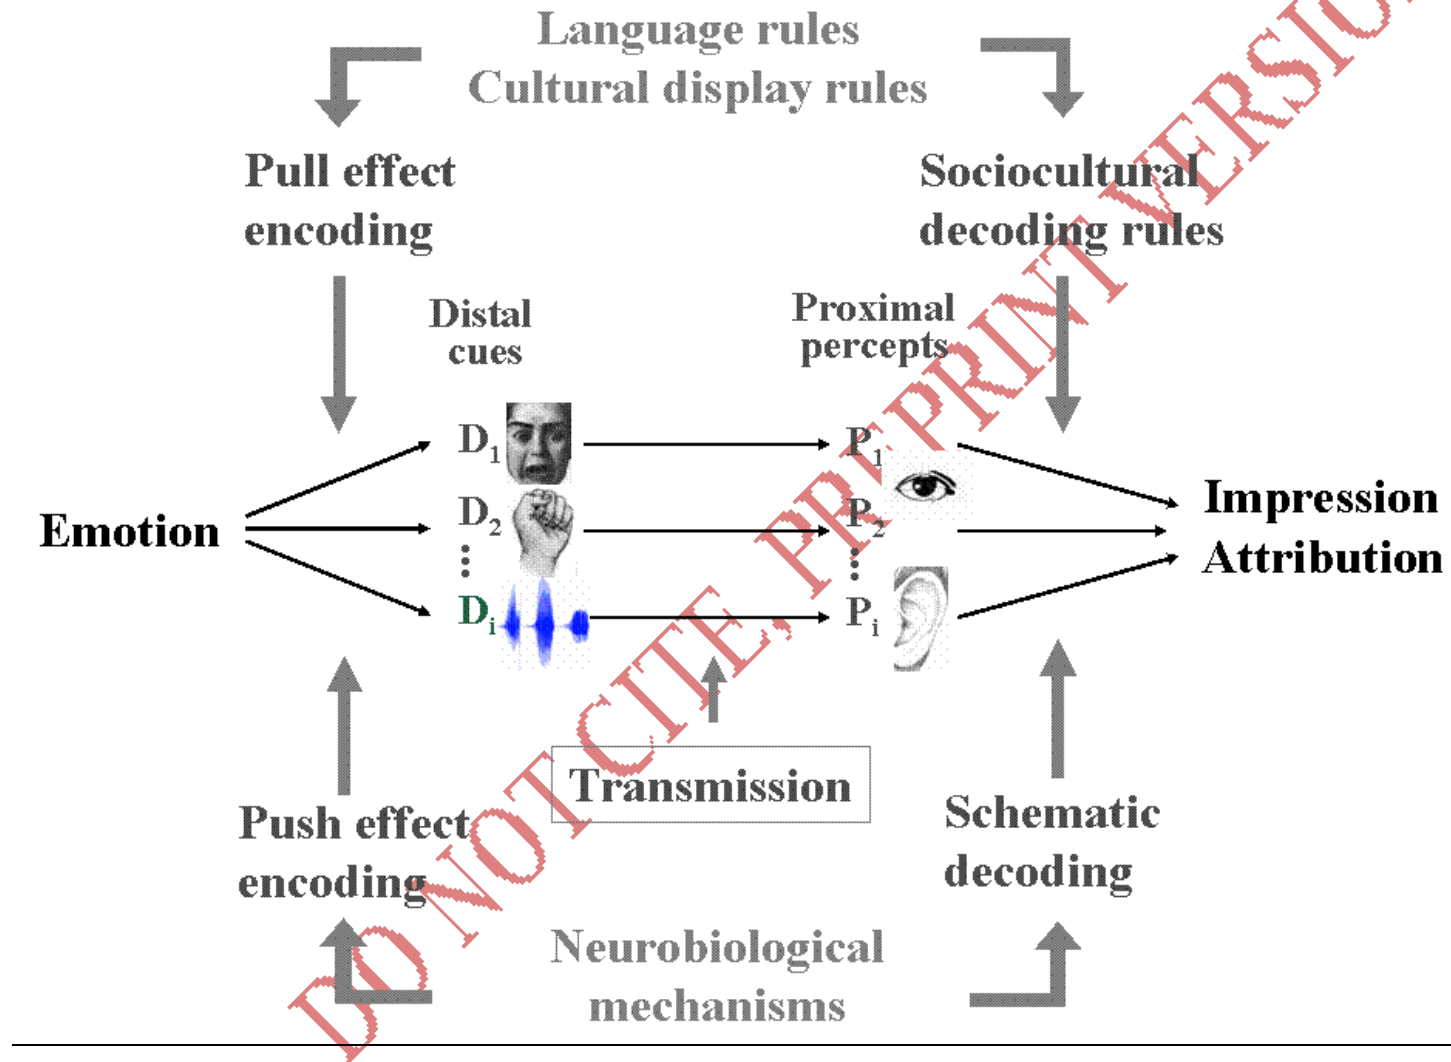 Language rules
Cultural display rules
Pull effect
encoding
Sociocultural
decoding rules
Distal
cues
Proximal
percepts
D1
P1
D2
P2
Emotion
Impression
Attribution
Di
Pi
Transmission
Push effect
encoding
Schematic
decoding
Neurobiological
mechanisms
DO NOT CITE, PREPRINT VERSION